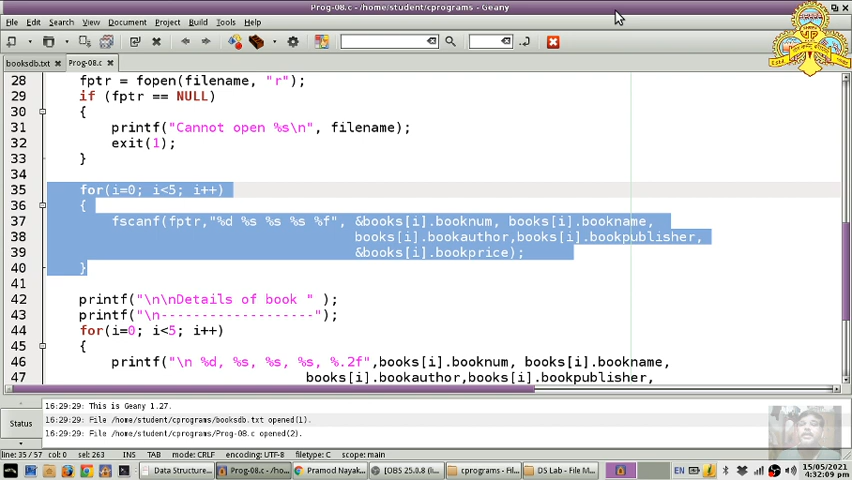 Prog-08.c - /home/student/cprograms - Geany
File Edit Search View Document Project Build Tools Help
booksdb.txt Prog-08.c
28 fptr = fopen(filename, "r");
29 if (fptr == NULL)
30 {
31 printf("Cannot open %s\n", filename);
32 exit(1);
33 }
34
35 for(i=0; i<5; i++)
36 {
37 fscanf(fptr,"%d %s %s %s %f", &books[i].booknum, books[i].bookname,
38 books[i].bookauthor,books[i].bookpublisher,
39 &books[i].bookprice);
40 }
41
42 printf("\n\nDetails of book " );
43 printf("\n-------------------");
44 for(i=0; i<5; i++)
45 {
46 printf("\n %d, %s, %s, %s, %.2f",books[i].booknum, books[i].bookname,
47 books[i].bookauthor,books[i].bookpublisher,
Status
16:29:29: This is Geany 1.27.
16:29:29: File /home/student/cprograms/booksdb.txt opened(1).
16:29:29: File /home/student/cprograms/Prog-08.c opened(2).
line: 35 / 57 col: 0 sel: 263 INS TAB mode: CRLF encoding: UTF-8 filetype: C scope: main
Data Structure... Prog-08.c - /ho... Pramod Nayak... [OBS 25.0.8 (l... cprograms - FIL... DS Lab - File M... EN
15/05/2021
4:32:09 PM